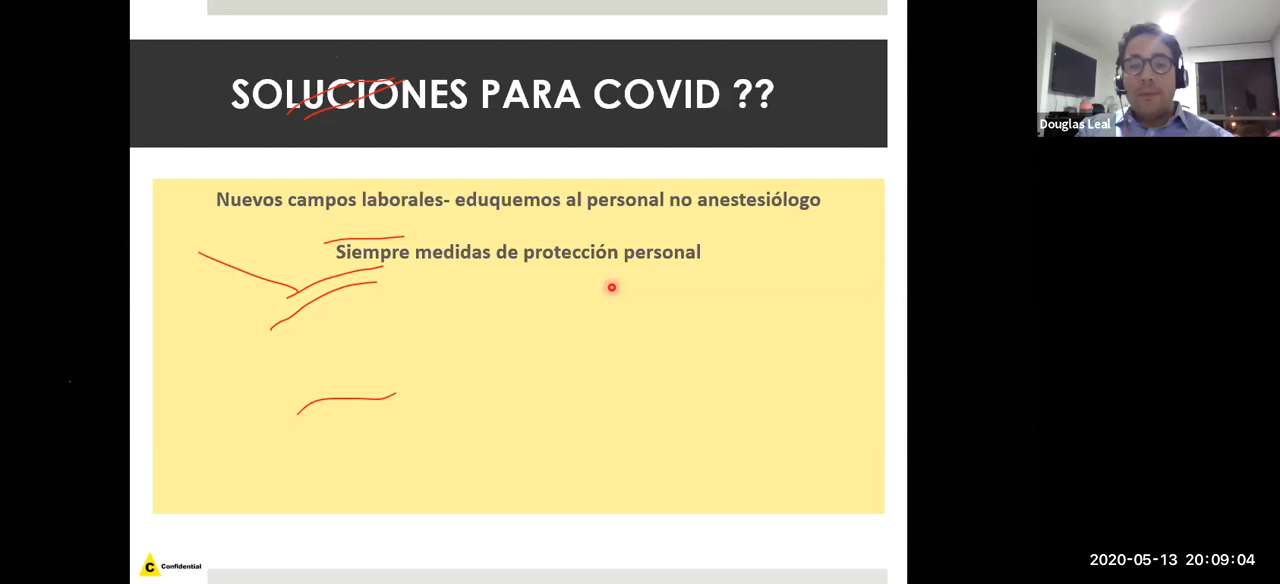 SOLUCIONES PARA COVID ??
Nuevos campos laborales- eduquemos al personal no anestesiólogo
Siempre medidas de protección personal
C Confidential
Douglas Leal
2020-05-13 20:09:04